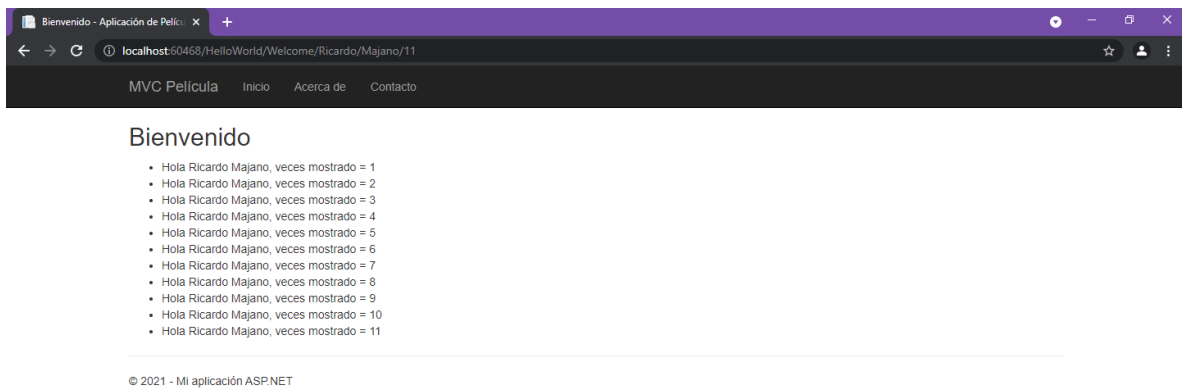 Bienvenido - Aplicación de Pelícu
localhost:60468/HelloWorld/Welcome/Ricardo/Majano/11
MVC Película Inicio Acerca de Contacto
Bienvenido
Hola Ricardo Majano, veces mostrado = 1
Hola Ricardo Majano, veces mostrado = 2
Hola Ricardo Majano, veces mostrado = 3
Hola Ricardo Majano, veces mostrado = 4
Hola Ricardo Majano, veces mostrado = 5
Hola Ricardo Majano, veces mostrado = 6
Hola Ricardo Majano, veces mostrado = 7
Hola Ricardo Majano, veces mostrado = 8
Hola Ricardo Majano, veces mostrado = 9
Hola Ricardo Majano, veces mostrado = 10
Hola Ricardo Majano, veces mostrado = 11
© 2021 - Mi aplicación ASP.NET